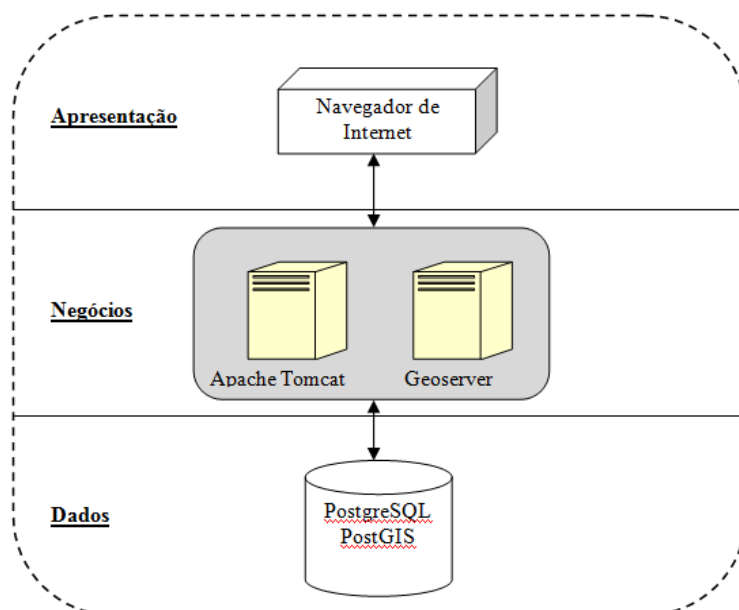 Apresentação
Navegador de
Internet
Negócios
Apache Tomcat
Geoserver
Dados
PostgreSQL
PostGIS